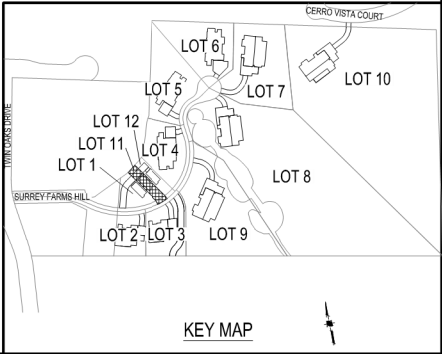 CERRO VISTA COURT
LOT 6
LOT 10
LOT 5
LOT 7
TWIN OAKS DRIVE
LOT 12
LOT 11
LOT 4
LOT 1
LOT 8
SURREY FARMS HILL
LOT 2
LOT 3
LOT 9
KEY MAP